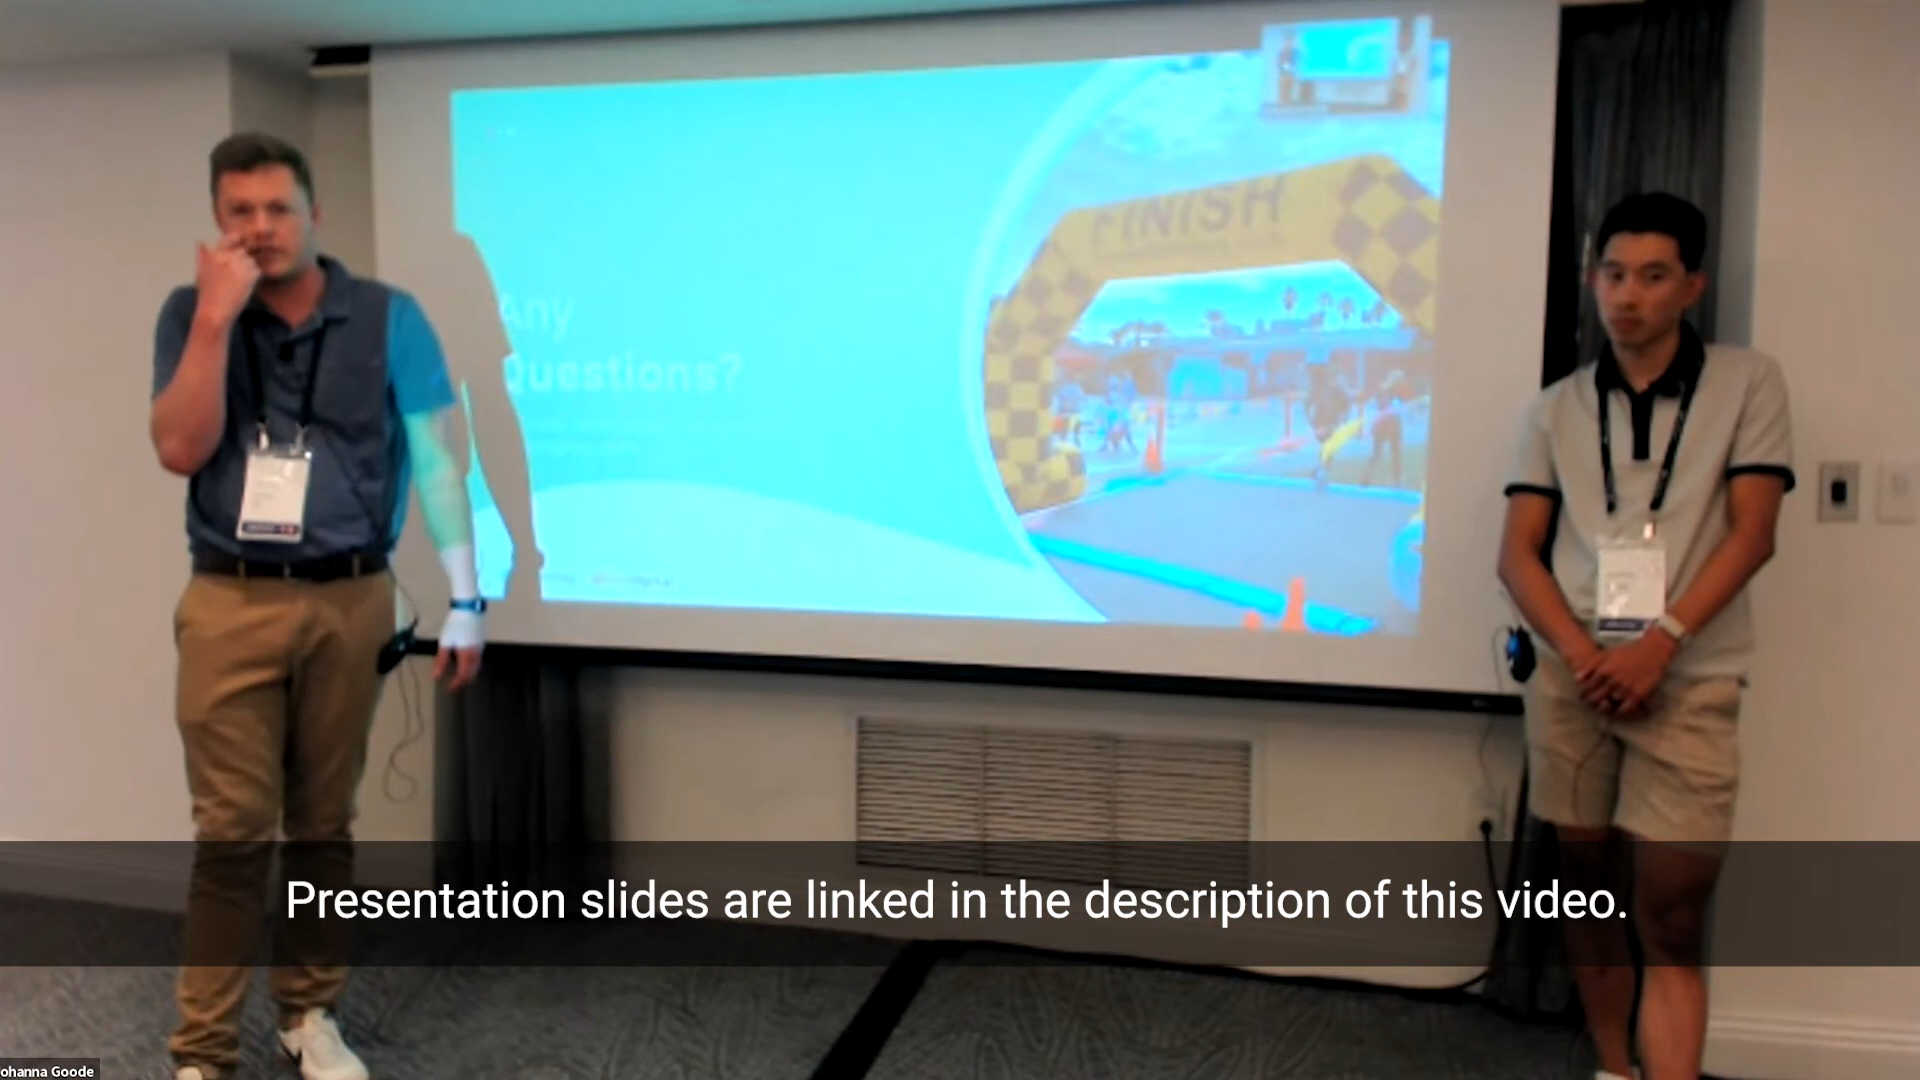 FINISH
Any
Questions?
Presentation slides are linked in the description of this video.
ohanna Goode